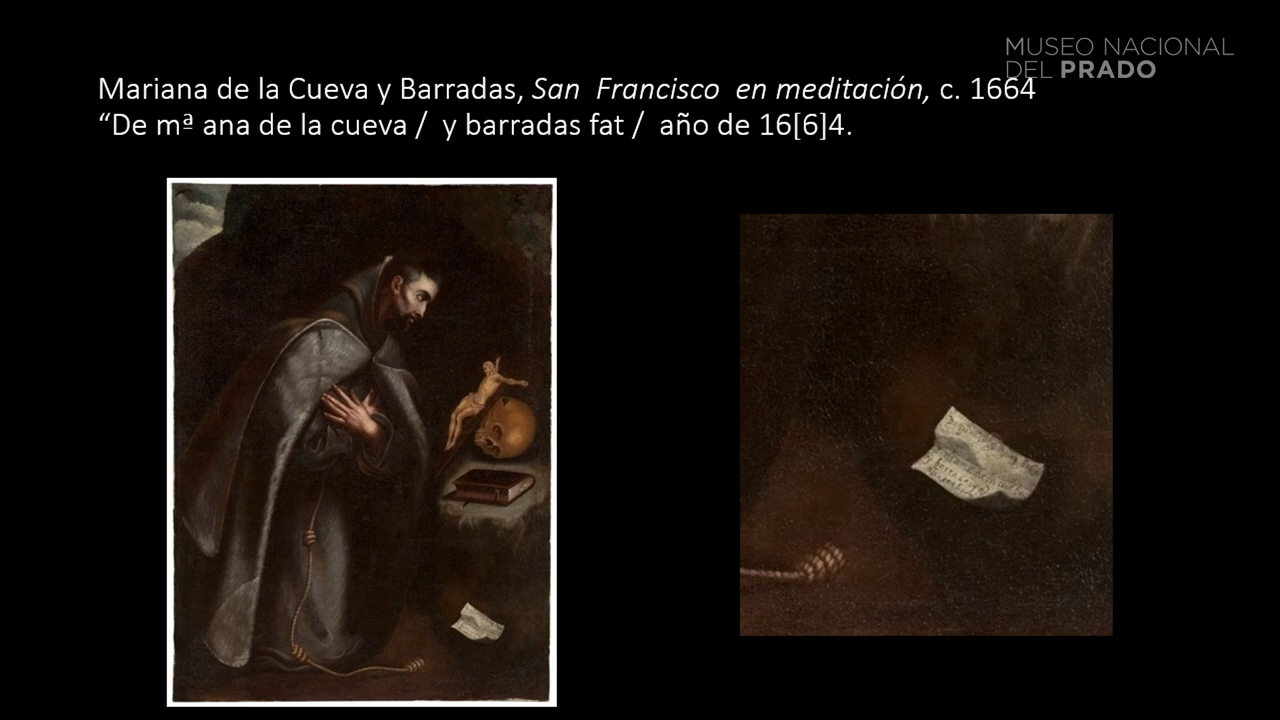 MUSEO NACIONAL
DEL PRADO
Mariana de la Cueva y Barradas, San Francisco en meditación, c. 1664
“De mª ana de la cueva / y barradas fat / año de 16[6]4.